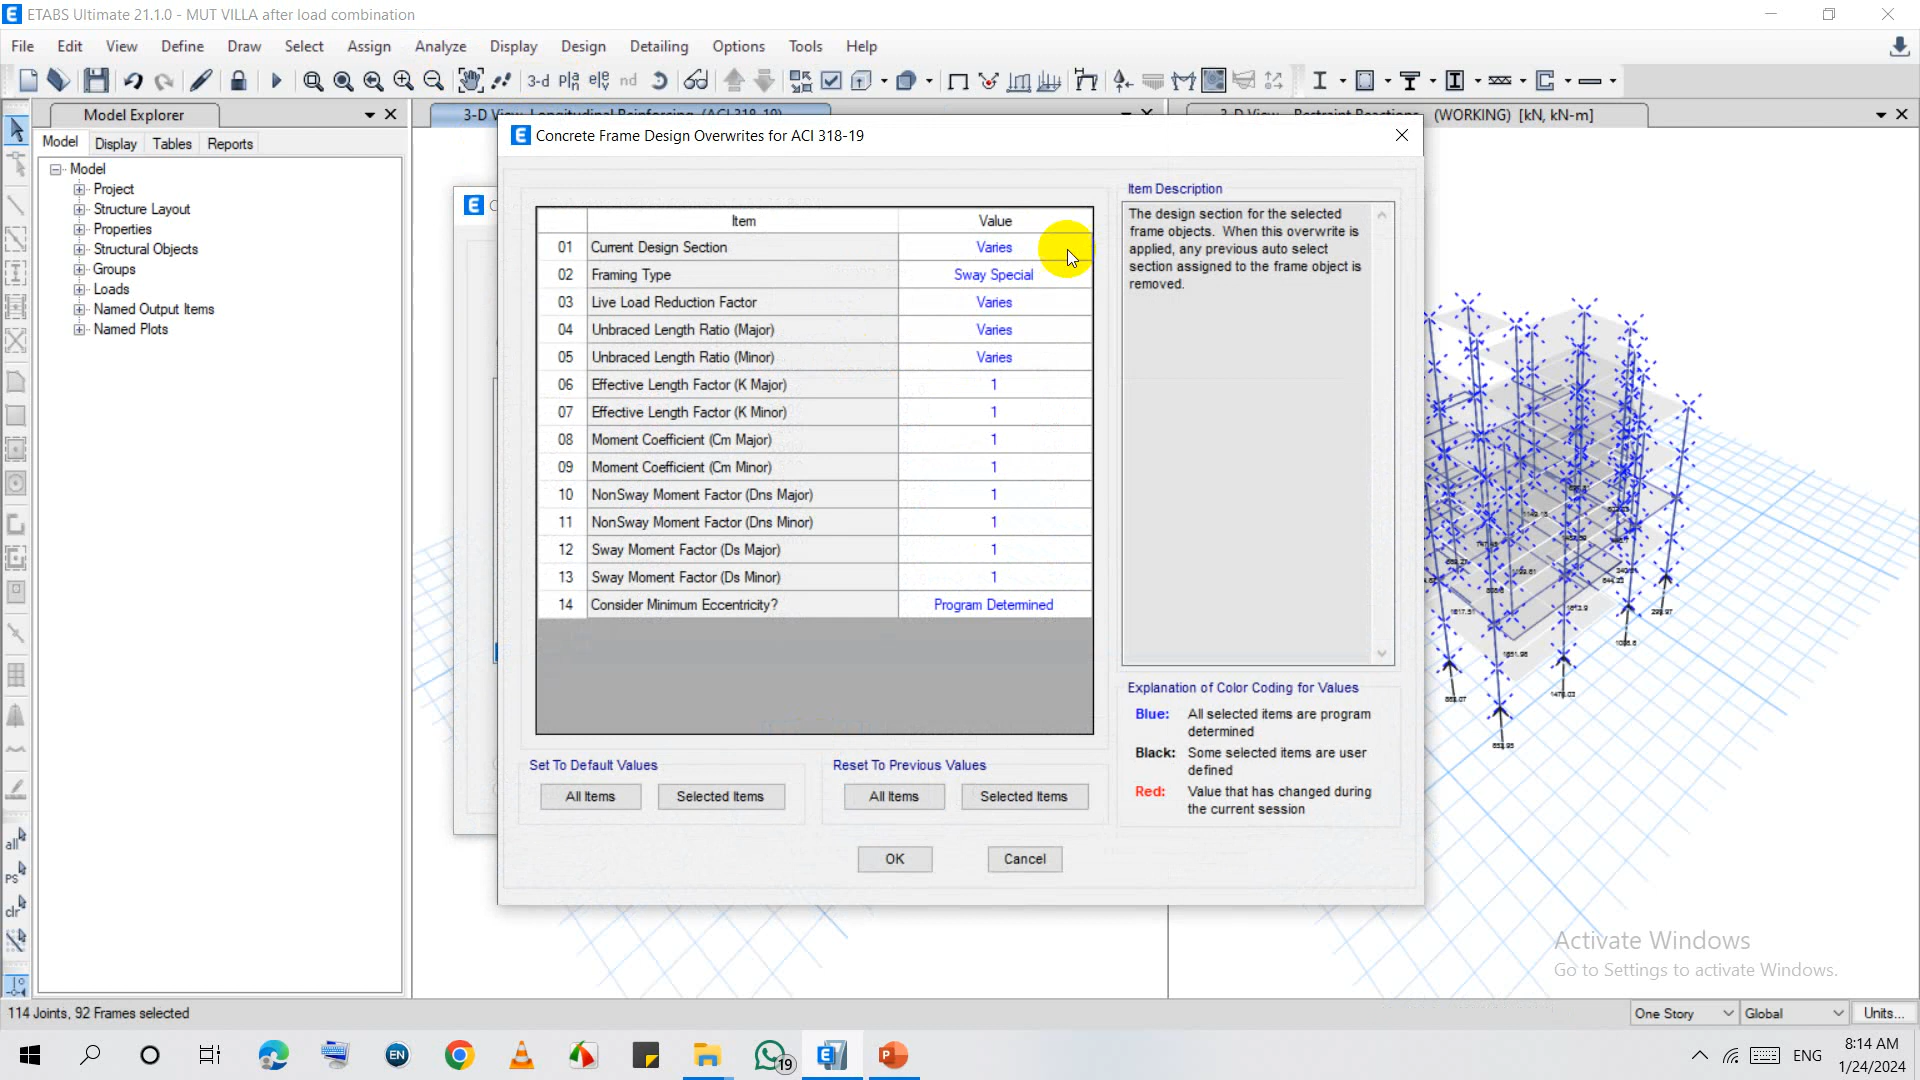 ETABS Ultimate 21.1.0 - MUT VILLA after load combination
File Edit View Define Draw Select Assign Analyze Display Design Detailing Options Tools Help
3-d nd
Model Explorer
(WORKING) [kN, kN-m]
Concrete Frame Design Overwrites for ACI 318-19
Model Display Tables Reports
Model
Project
Structure Layout
Properties
Structural Objects
Groups
Loads
Named Output Items
Named Plots
Item Value
01 Current Design Section Varies
02 Framing Type Sway Special
03 Live Load Reduction Factor Varies
04 Unbraced Length Ratio (Major) Varies
05 Unbraced Length Ratio (Minor) Varies
06 Effective Length Factor (K Major) 1
07 Effective Length Factor (K Minor) 1
08 Moment Coefficient (Cm Major) 1
09 Moment Coefficient (Cm Minor) 1
10 NonSway Moment Factor (Dns Major) 1
11 NonSway Moment Factor (Dns Minor) 1
12 Sway Moment Factor (Ds Major) 1
13 Sway Moment Factor (Ds Minor) 1
14 Consider Minimum Eccentricity? Program Determined
Item Description
The design section for the selected
frame objects. When this overwrite is
applied, any previous auto select
section assigned to the frame object is
removed.
Explanation of Color Coding for Values
Blue: All selected items are program
determined
Black: Some selected items are user
defined
Red: Value that has changed during
the current session
Set To Default Values
All Items Selected Items
Reset To Previous Values
All Items Selected Items
OK Cancel
all
PS
clr
Activate Windows
Go to Settings to activate Windows.
114 Joints, 92 Frames selected
One Story Global Units...
EN
19
ENG
8:14 AM
1/24/2024